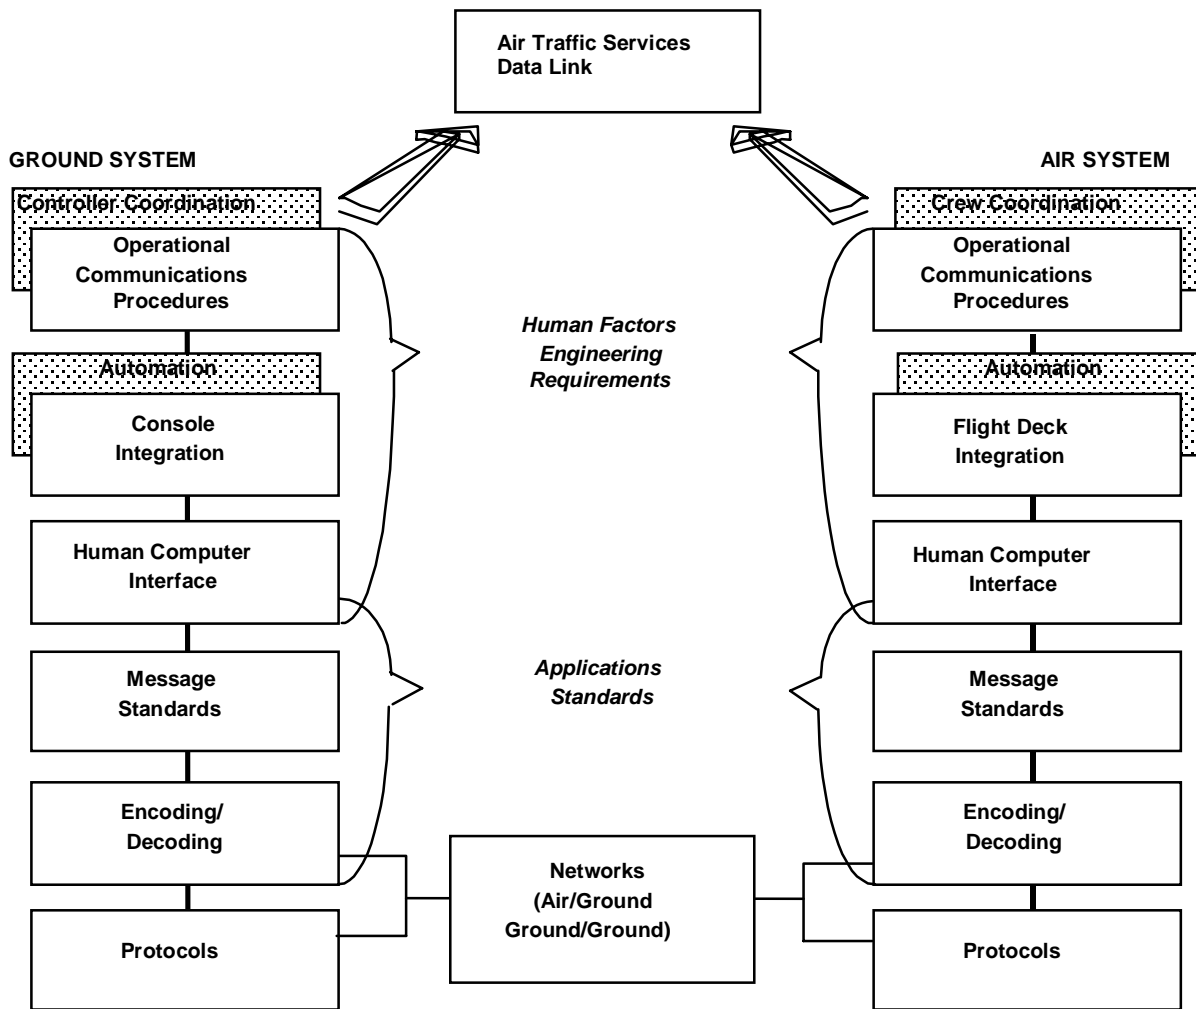 Air Traffic Services
Data Link
GROUND SYSTEM
AIR SYSTEM
Controller Coordination
Operational
Communications
Procedures
Automation
Console
Integration
Human Computer
Interface
Message
Standards
Encoding/
Decoding
Protocols
Human Factors
Engineering
Requirements
Applications
Standards
Networks
(Air/Ground
Ground/Ground)
Crew Coordination
Operational
Communications
Procedures
Automation
Flight Deck
Integration
Human Computer
Interface
Message
Standards
Encoding/
Decoding
Protocols